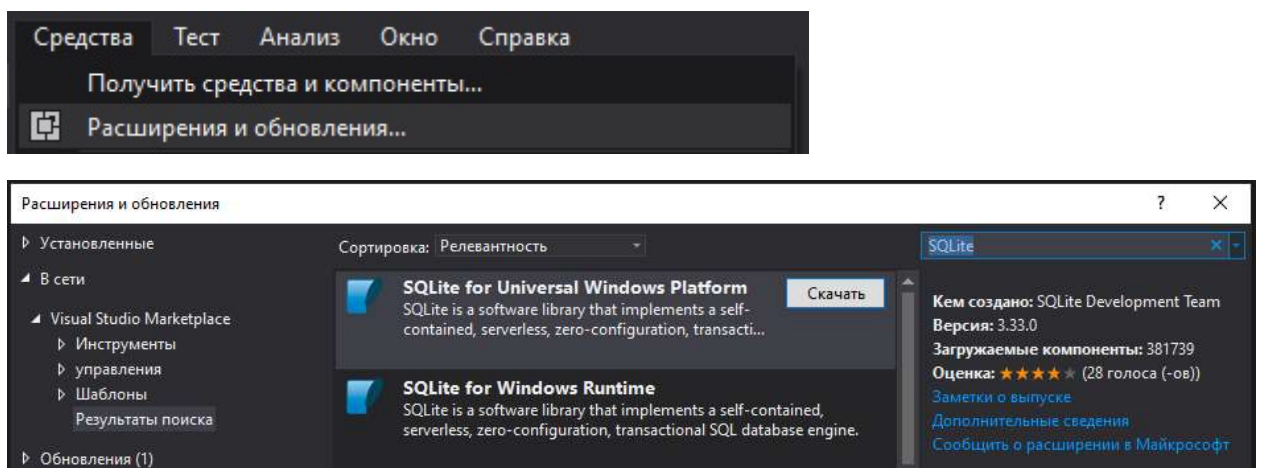 Средства Тест Анализ Окно Справка
Получить средства и компоненты...
Расширения и обновления...
Расширения и обновления ?
Установленные
В сети
Visual Studio Marketplace
Инструменты
управления
Шаблоны
Результаты поиска
Обновления (1)
Сортировка: Релевантность
SQLite for Universal Windows Platform
Скачать
SQLite is a software library that implements a self-
contained, serverless, zero-configuration, transacti...
SQLite for Windows Runtime
SQLite is a software library that implements a self-contained,
serverless, zero-configuration, transactional SQL database engine.
SQLite
Кем создано: SQLite Development Team
Версия: 3.33.0
Загружаемые компоненты: 381739
Оценка: ★★★★★ (28 голоса (-ов))
Заметки о выпуске
Дополнительные сведения
Сообщить о расширении в Майкрософт